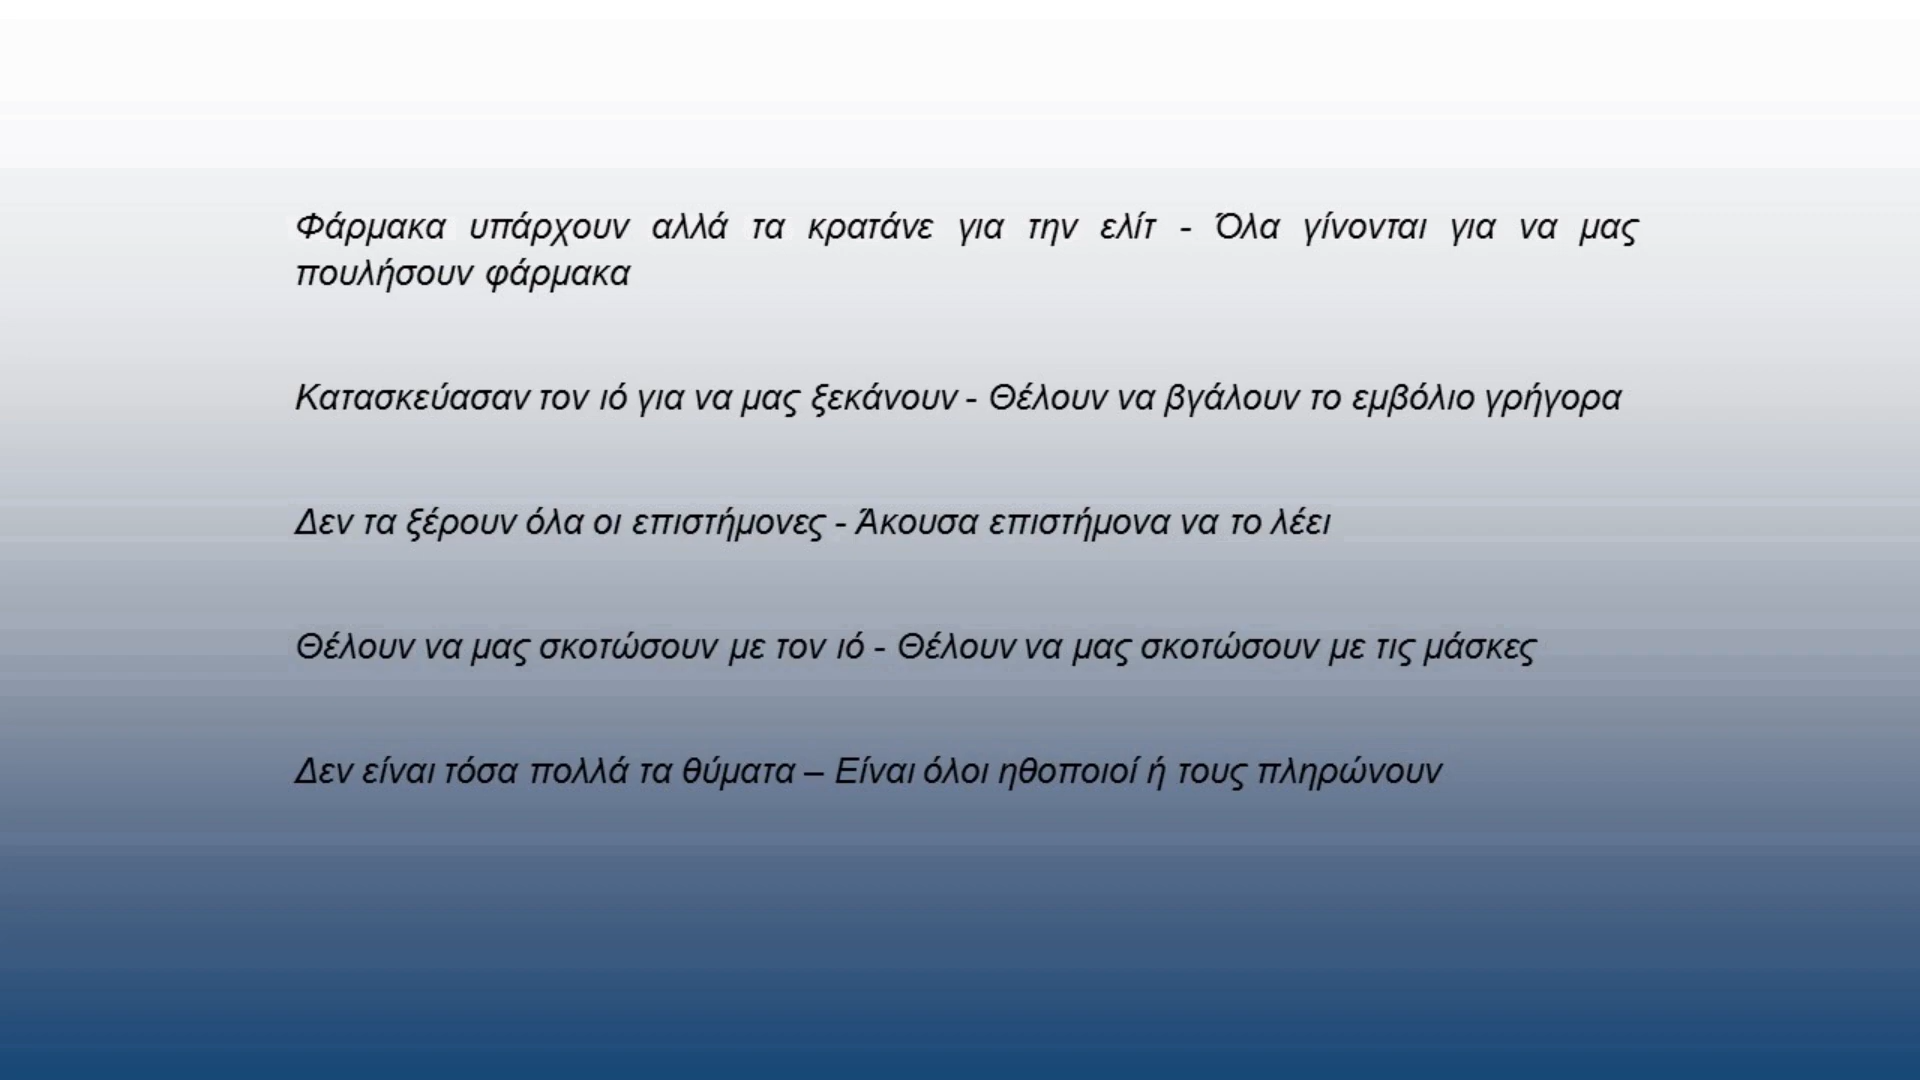 Φάρμακα υπάρχουν αλλά τα κρατάνε για την ελίτ - Όλα γίνονται για να μας
πουλήσουν φάρμακα
Κατασκεύασαν τον ιό για να μας ξεκάνουν - Θέλουν να βγάλουν το εμβόλιο γρήγορα
Δεν τα ξέρουν όλα οι επιστήμονες - Άκουσα επιστήμονα να το λέει
Θέλουν να μας σκοτώσουν με τον ιό - Θέλουν να μας σκοτώσουν με τις μάσκες
Δεν είναι τόσα πολλά τα θύματα – Είναι όλοι ηθοποιοί ή τους πληρώνουν